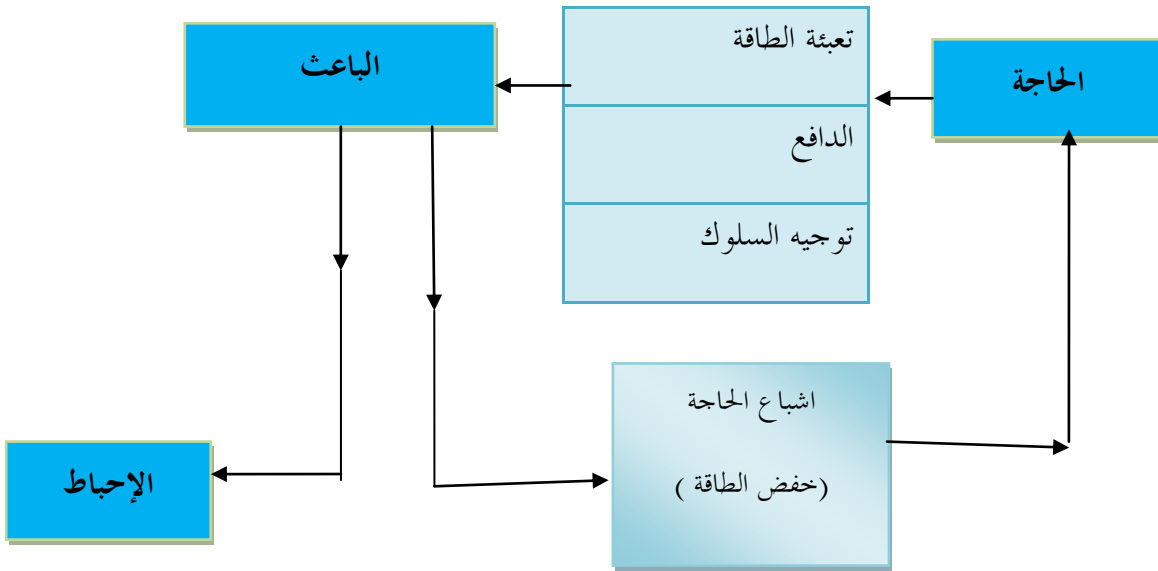 الحاجة
تعبئة الطاقة
الدافع
توجيه السلوك
الباعث
اشباع الحاجة
(خفض الطاقة )
الإحباط